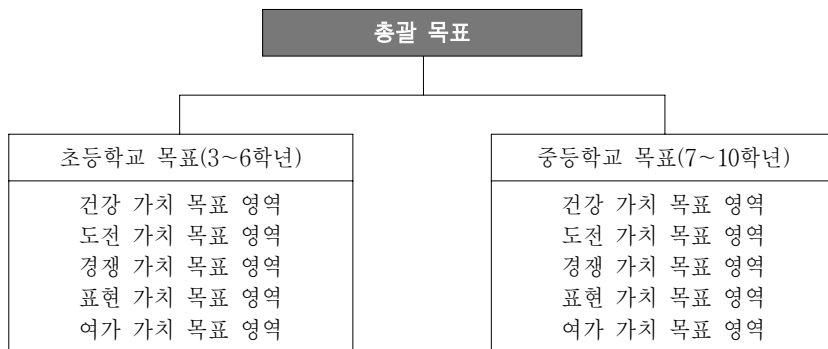 총괄 목표
초등학교 목표(3~6학년)
건강 가치 목표 영역
도전 가치 목표 영역
경쟁 가치 목표 영역
표현 가치 목표 영역
여가 가치 목표 영역
중등학교 목표(7~10학년)
건강 가치 목표 영역
도전 가치 목표 영역
경쟁 가치 목표 영역
표현 가치 목표 영역
여가 가치 목표 영역